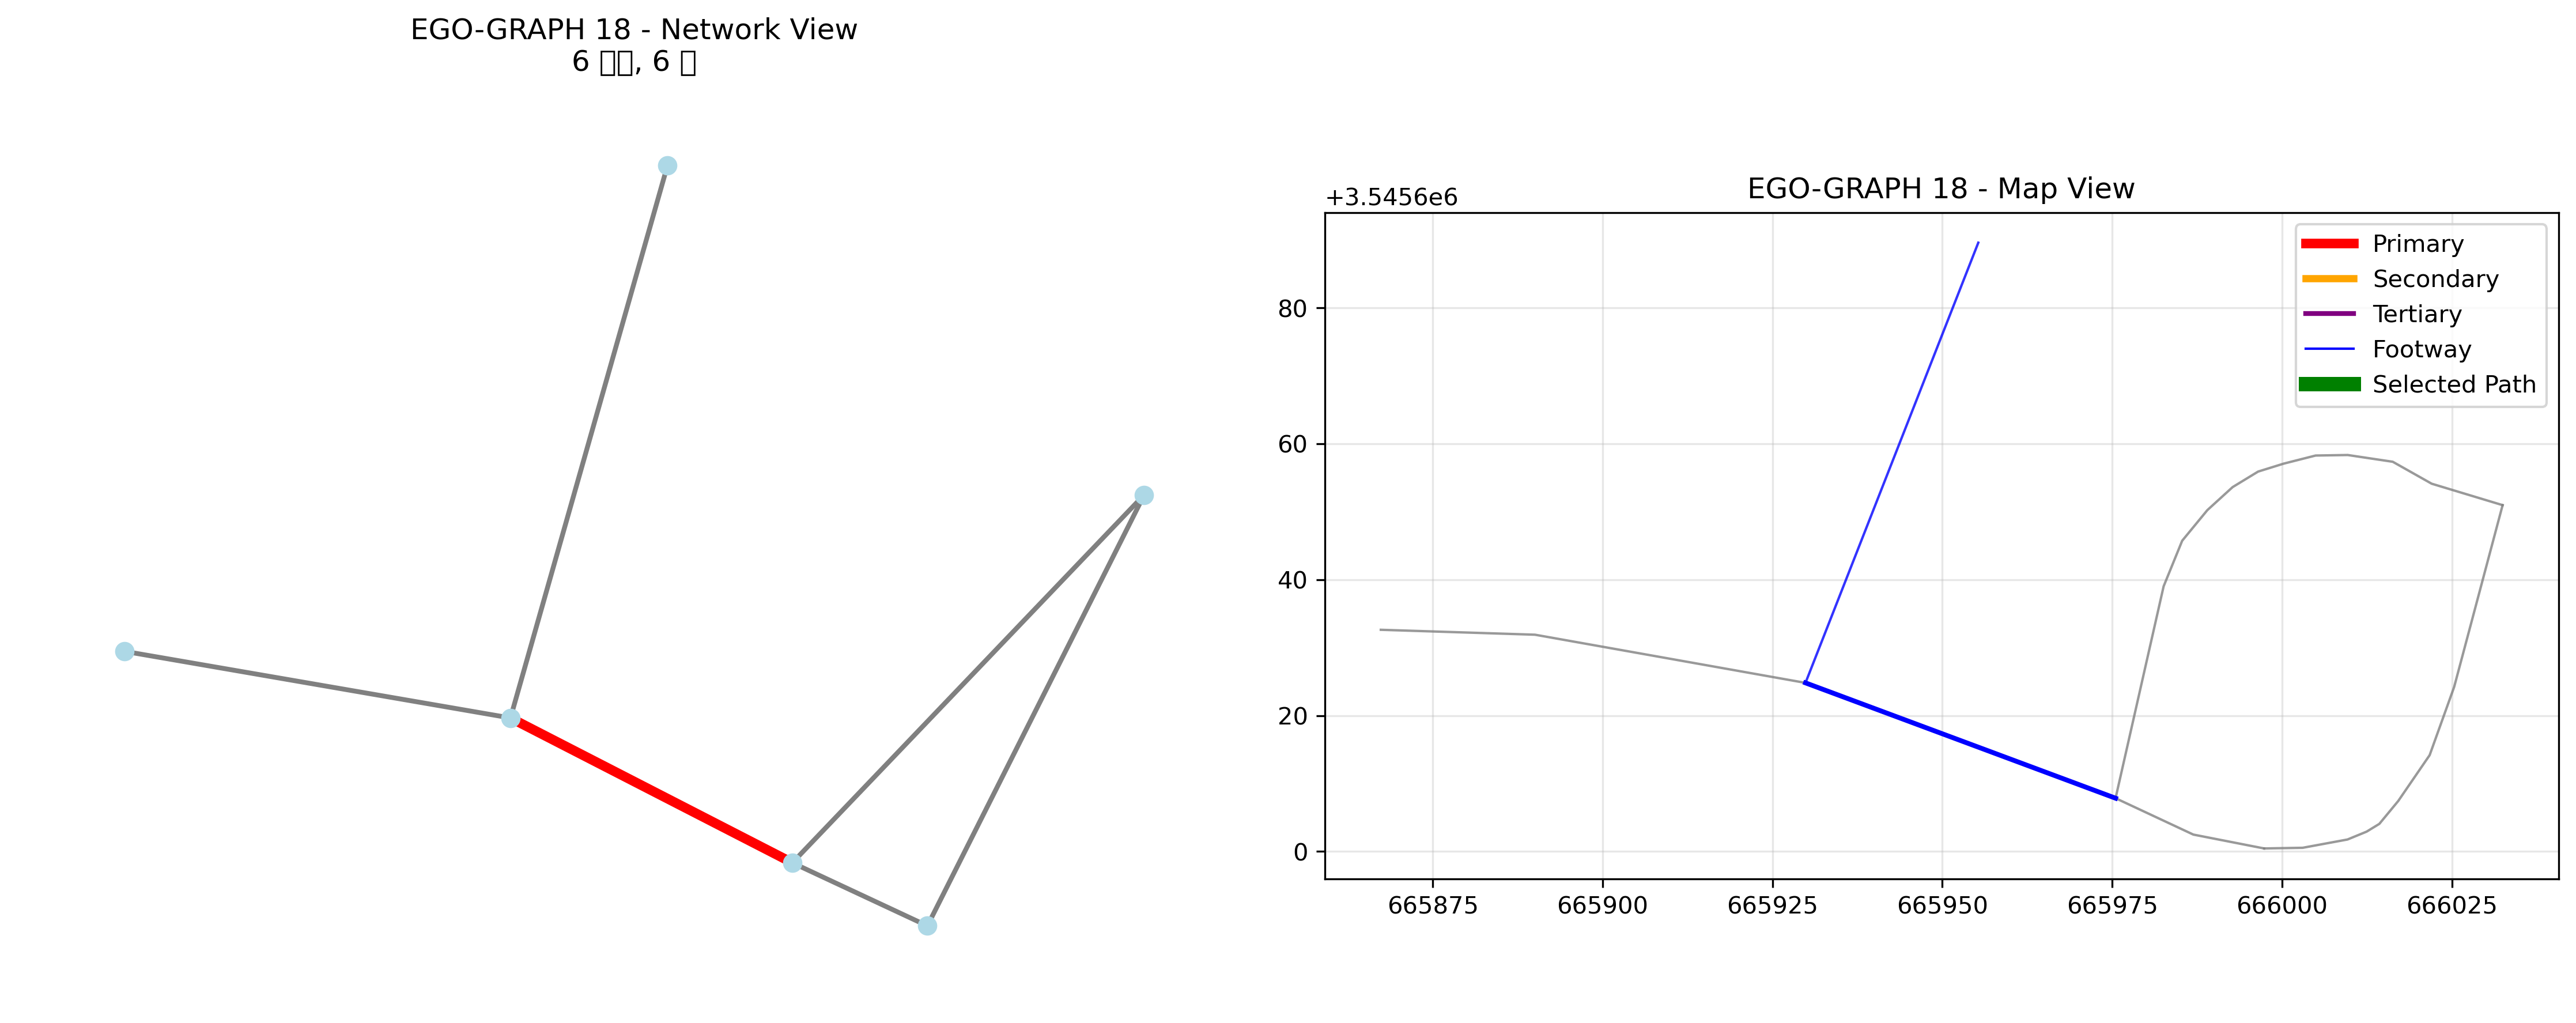 EGO-GRAPH 18 - Network View
6 , 6
EGO-GRAPH 18 - Map View
+3.5456e6
80
60
40
20
0
665875 665900 665925 665950 665975 666000 666025
Primary
Secondary
Tertiary
Footway
Selected Path